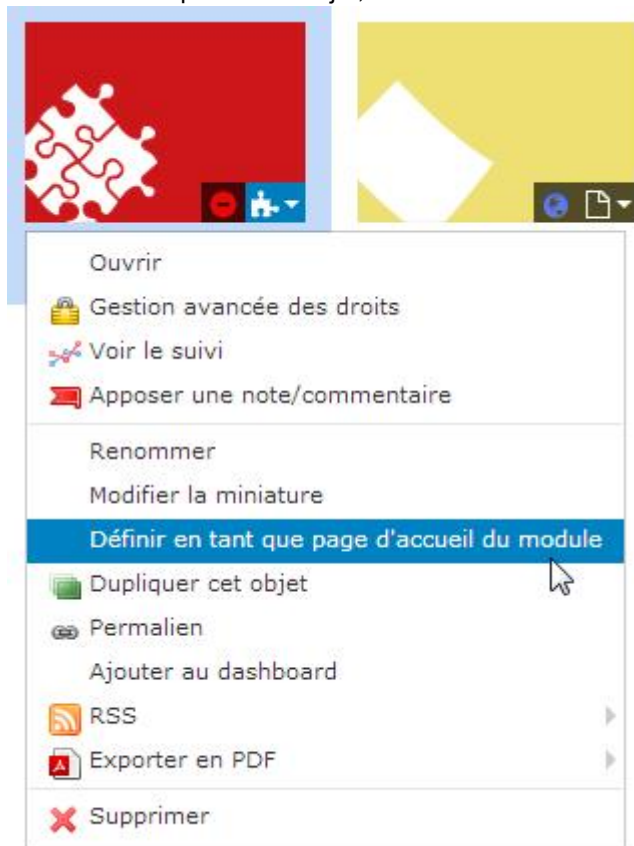 Ouvrir
Gestion avancée des droits
Voir le suivi
Apposer une note/commentaire
Renommer
Modifier la miniature
Définir en tant que page d'accueil du module
Dupliquer cet objet
Permalien
Ajouter au dashboard
RSS
Exporter en PDF
Supprimer